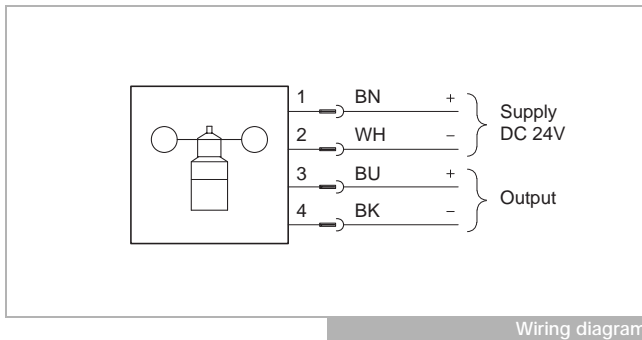 1 BN +
2 WH −
Supply
DC 24V
3 BU +
4 BK −
Output
Wiring diagram